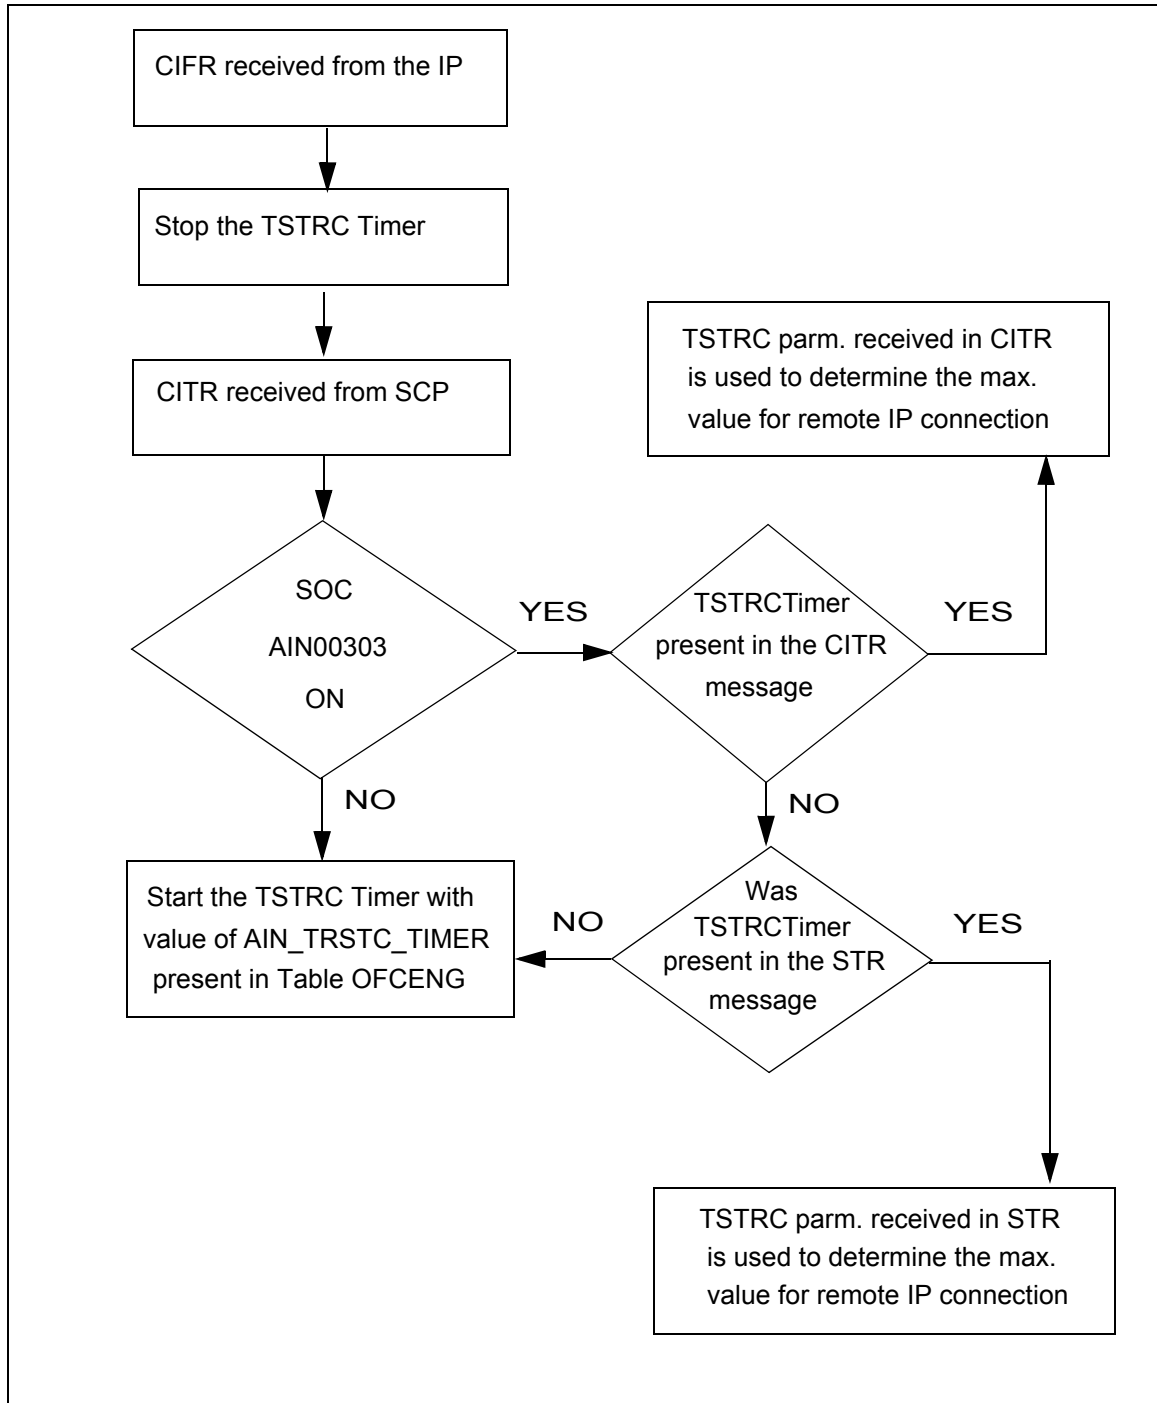 CIFR received from the IP
Stop the TSTRC Timer
CITR received from SCP
TSTRC parm. received in CITR
is used to determine the max.
value for remote IP connection
SOC
AIN00303
ON
YES
TSTRCTimer
present in the CITR
message
YES
NO
NO
Start the TSTRC Timer with
value of AIN_TRSTC_TIMER
present in Table OFCENG
NO
Was
TSTRCTimer
present in the STR
message
YES
TSTRC parm. received in STR
is used to determine the max.
value for remote IP connection